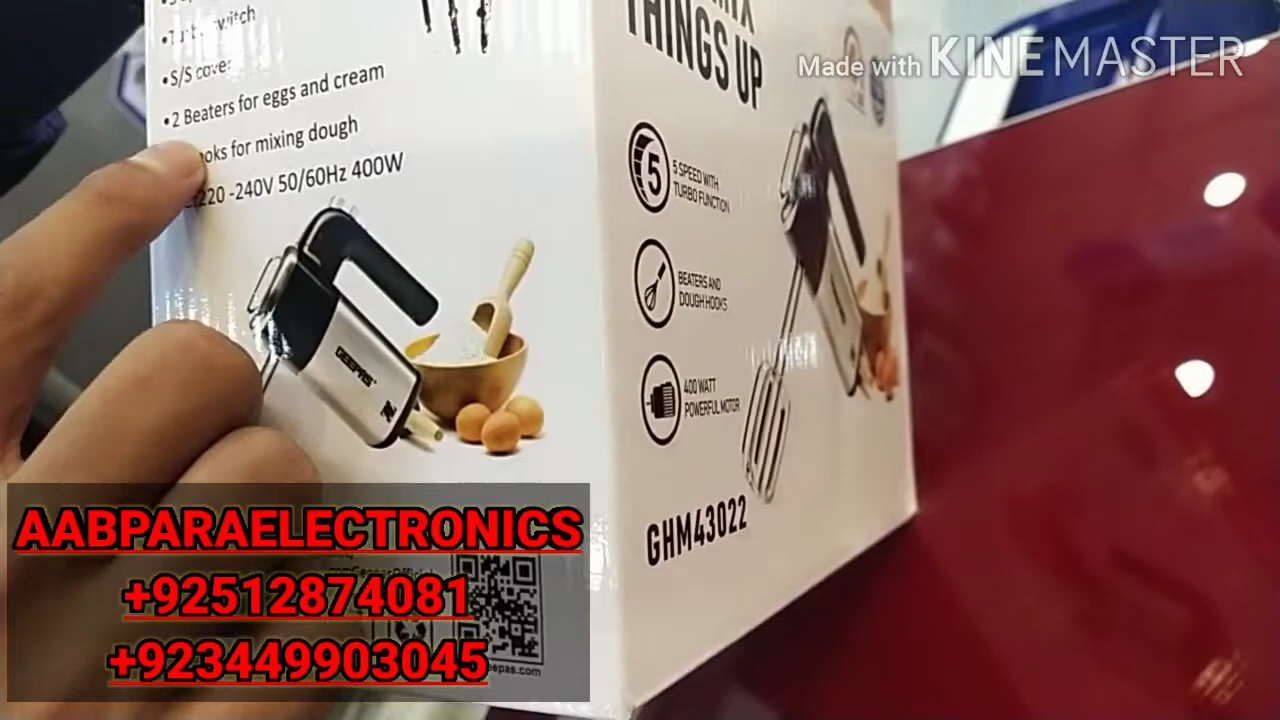 •S/S cover
•2 Beaters for eggs and cream
for mixing dough
220 -240V 50/60Hz 400W
GEEPAS
THINGS UP
5
5 SPEED WITH
TURBO FUNCTION
BEATERS AND
DOUGH HOOKS
400 WATT
POWERFUL MOTOR
GHM43022
Made with KINEMASTER
AABPARAELECTRONICS
+92512874081
+923449903045